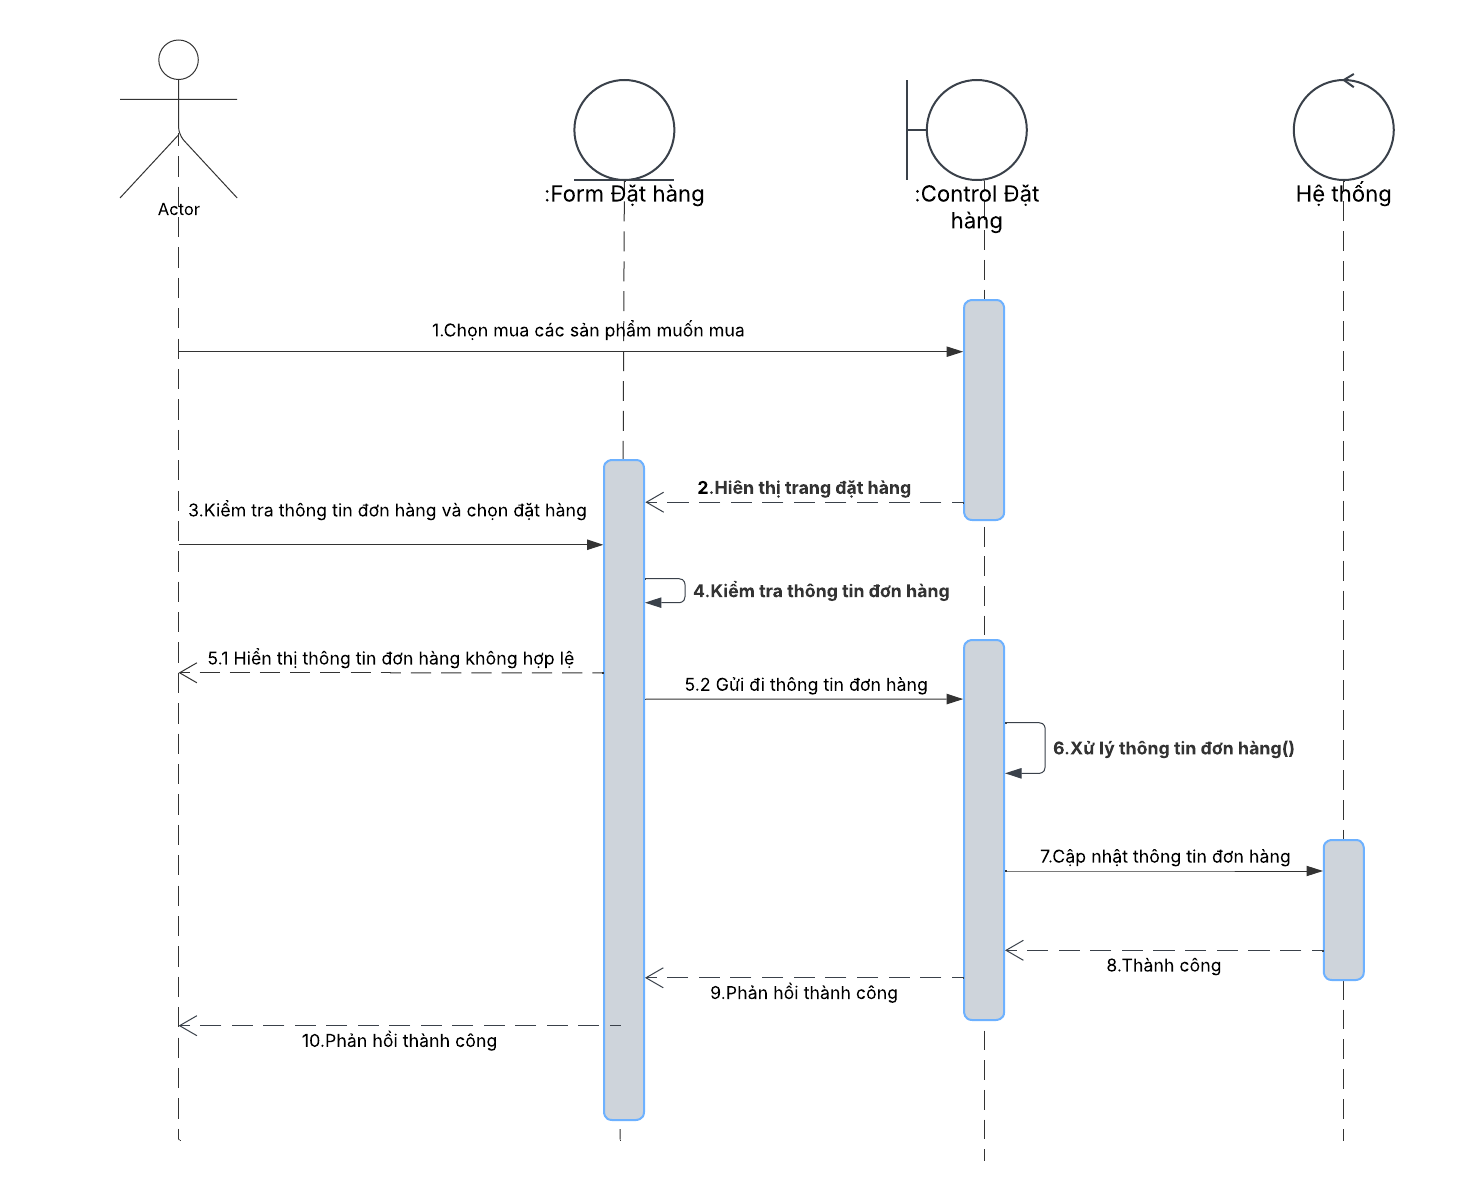 Actor
:Form Đặt hàng
:Control Đặt
hàng
Hệ thống
1.Chọn mua các sản phẩm muốn mua
2.Hiên thị trang đặt hàng
3.Kiểm tra thông tin đơn hàng và chọn đặt hàng
4.Kiểm tra thông tin đơn hàng
5.1 Hiển thị thông tin đơn hàng không hợp lệ
5.2 Gửi đi thông tin đơn hàng
6.Xử lý thông tin đơn hàng()
7.Cập nhật thông tin đơn hàng
8.Thành công
9.Phản hồi thành công
10.Phản hồi thành công